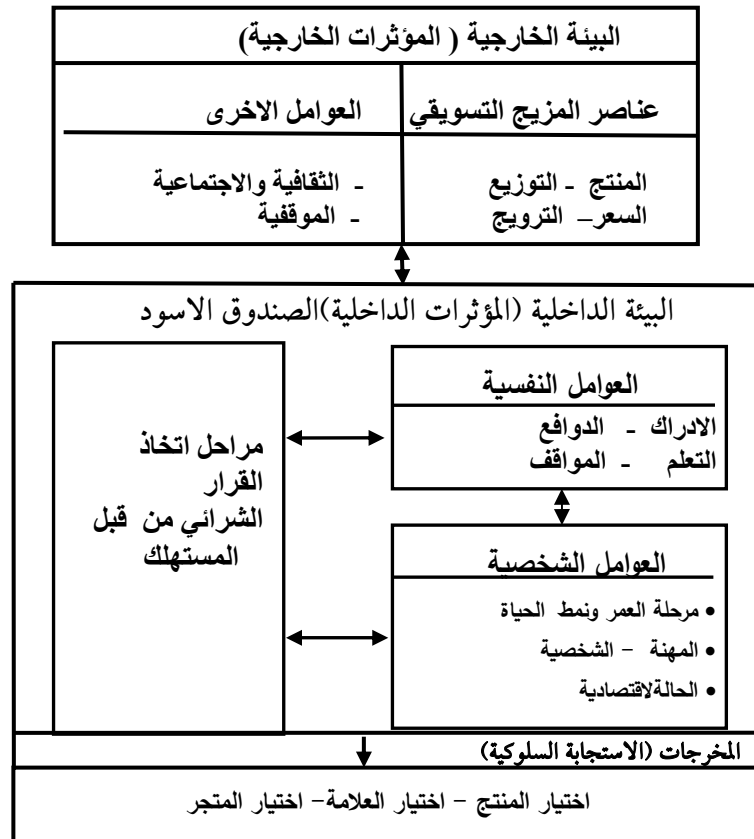 البيئة الخارجية ( المؤثرات الخارجية)
عناصر المزيج التسويقي
المنتج - التوزيع
السعر– الترويج
العوامل الاخرى
- الثقافية والاجتماعية
- الموقفية
البيئة الداخلية (المؤثرات الداخلية)الصندوق الاسود
العوامل النفسية
الادراك - الدوافع
التعلم - المواقف
العوامل الشخصية
• مرحلة العمر ونمط الحياة
• المهنة - الشخصية
• الحالةلاقتصادية
مراحل اتخاذ
القرار
الشرائي من قبل
المستهلك
المخرجات (الاستجابة السلوكية)
اختيار المنتج - اختيار العلامة- اختيار المتجر